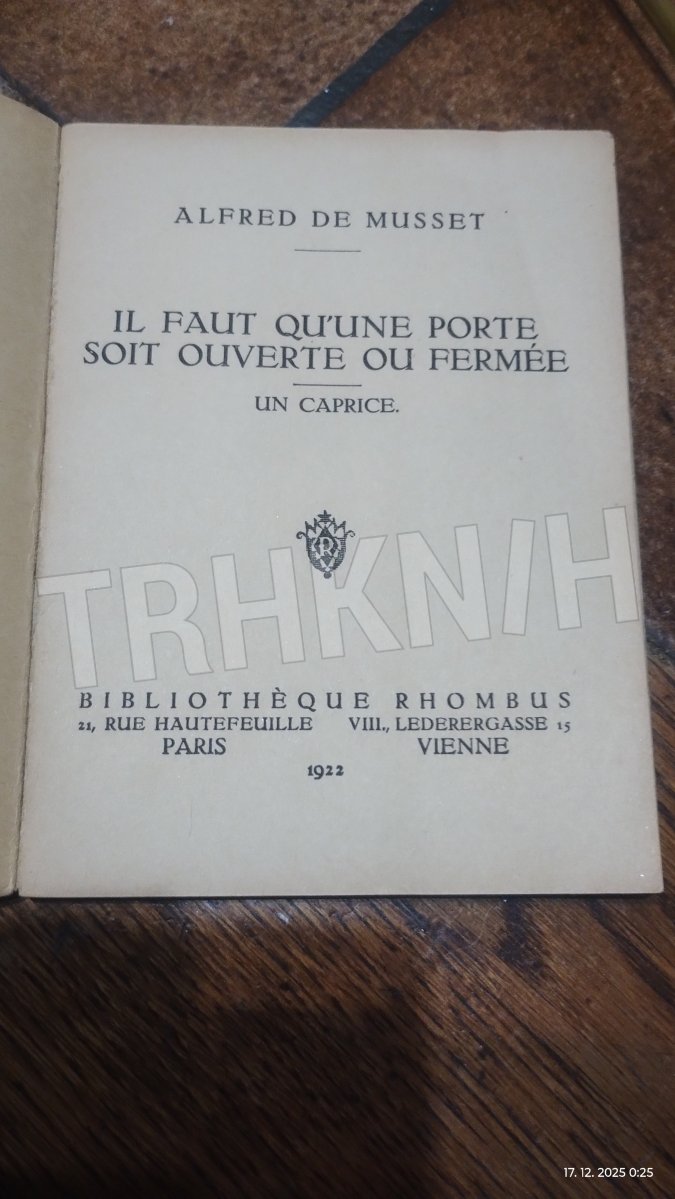 ALFRED DE MUSSET
IL FAUT QU'UNE PORTE
SOIT OUVERTE OU FERMÉE
UN CAPRICE.
R
TRHKN/H
BIBLIOTHÈQUE RHOMBUS
21, RUE HAUTEFEUILLE VIII., LEDERERGASSE 15
PARIS VIENNE
1922
17. 12. 2025 0:25